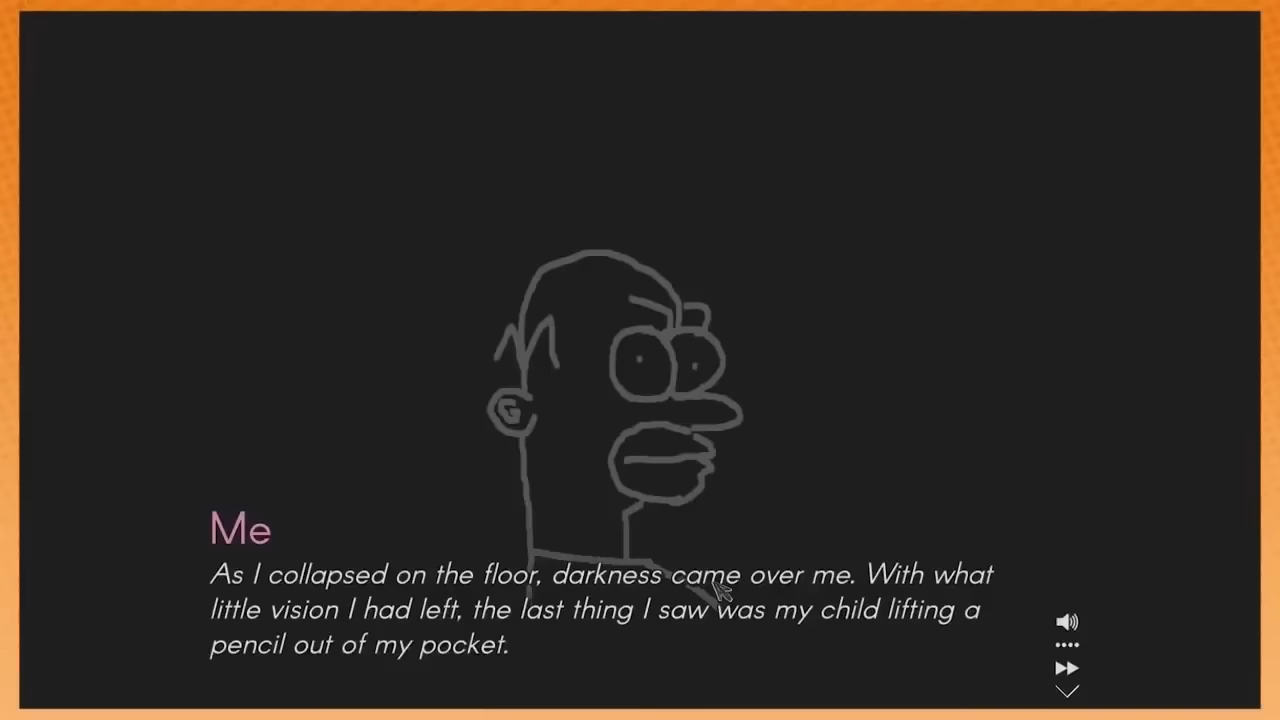 Me
As I collapsed on the floor, darkness came over me. With what
little vision I had left, the last thing I saw was my child lifting a
pencil out of my pocket.